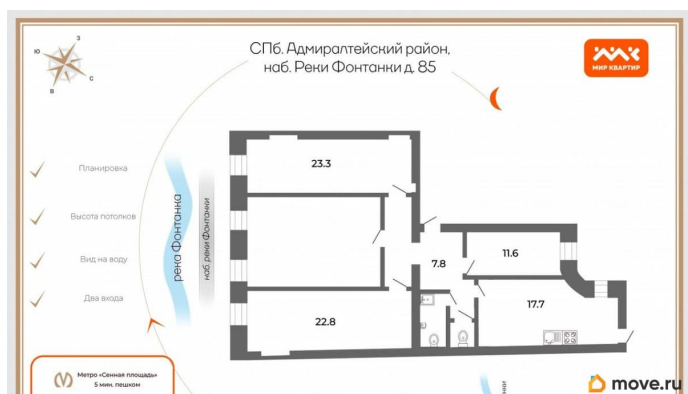 СПб. Адмиралтейский район,
наб. Реки Фонтанки д. 85
МИР КВАРТИР
З
Ю
С
В
Планировка
Высота потолков
Вид на воду
Два входа
река Фонтанка
наб. реки Фонтанки
23.3
7.8
11.6
17.7
22.8
Метро «Сенная площадь»
5 мин. пешком
move.ru